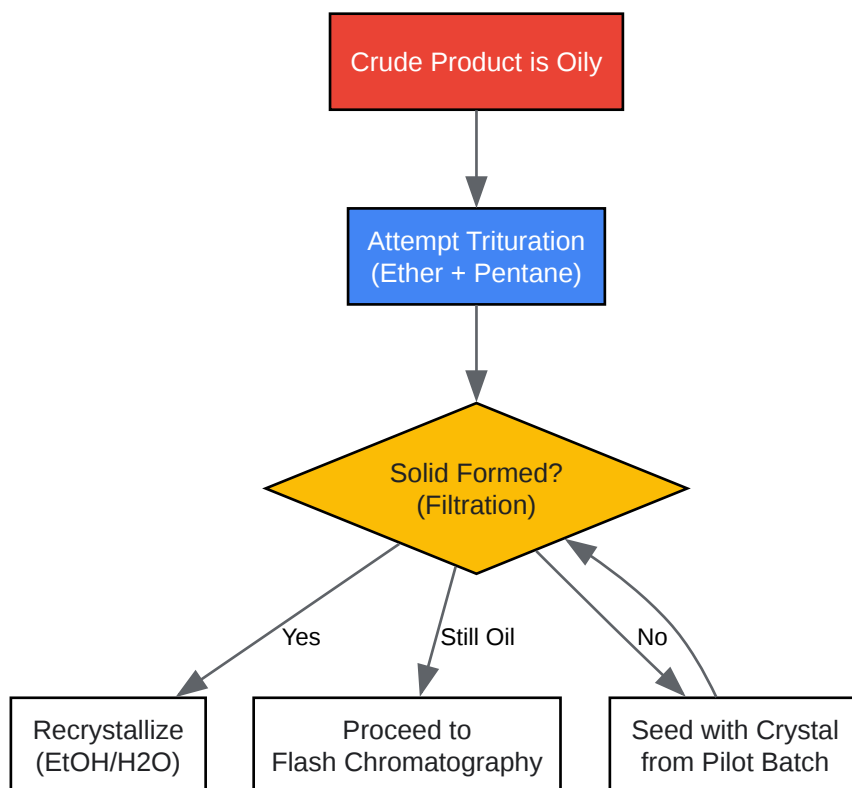 Crude Product is Oily
Attempt Trituration
(Ether + Pentane)
Solid Formed?
(Filtration)
Yes
Still Oil
No
Recrystallize
(EtOH/H2O)
Proceed to
Flash Chromatography
Seed with Crystal
from Pilot Batch